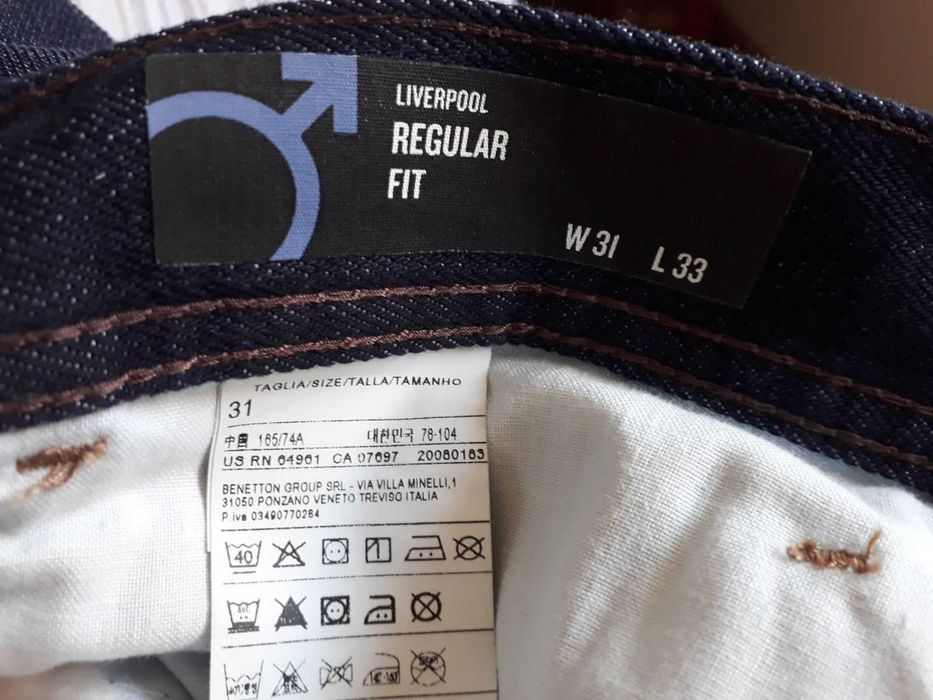 LIVERPOOL
REGULAR
FIT
W 31 L 33
TAGLIA/SIZE/TALLA/TAMANHO
31
中国 165/74A 대한민국 78-104
US RN 64961 CA 07697 20080183
BENETTON GROUP SRL - VIA VILLA MINELLI,1
31050 PONZANO VENETO TREVISO ITALIA
P.iva 03490770264
40